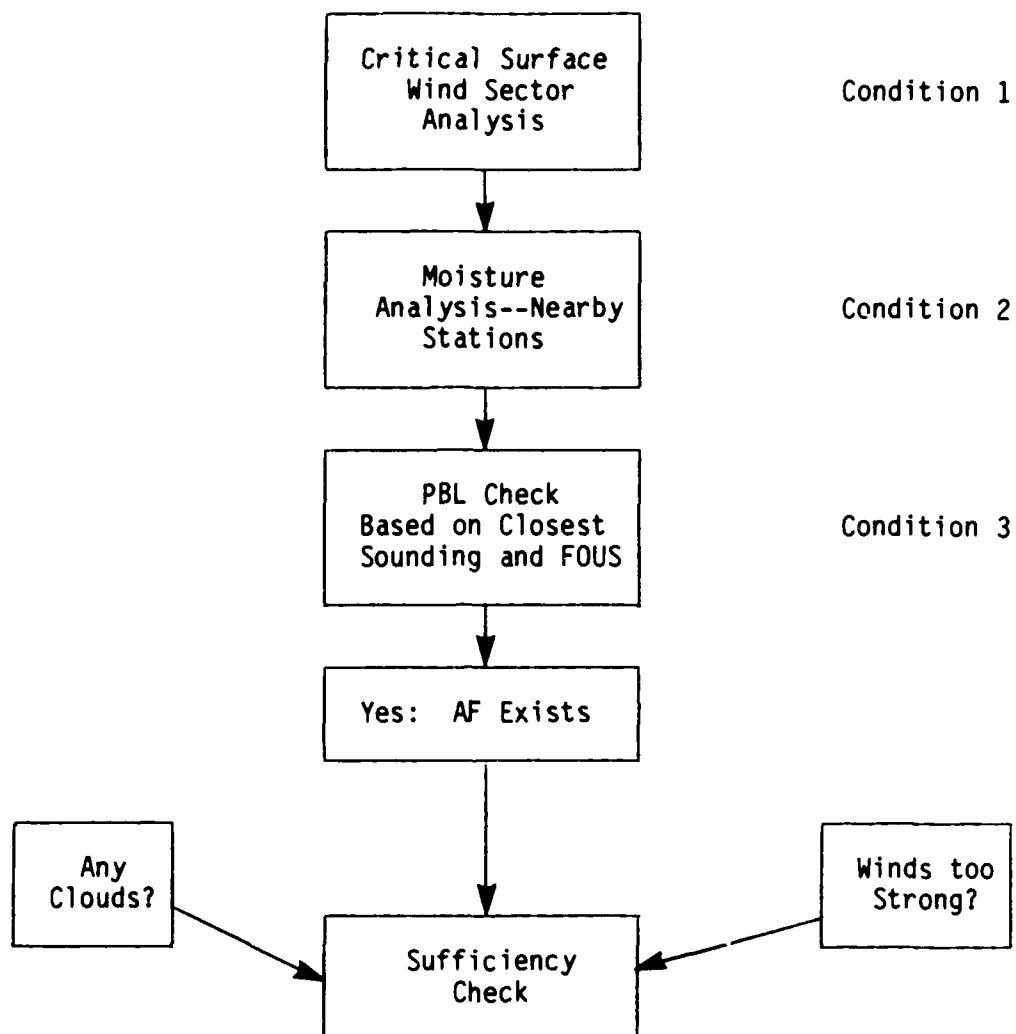 Critical Surface
Wind Sector
Analysis
Condition 1
Moisture
Analysis--Nearby
Stations
Condition 2
PBL Check
Based on Closest
Sounding and FOUS
Condition 3
Yes: AF Exists
Any
Clouds?
Winds too
Strong?
Sufficiency
Check